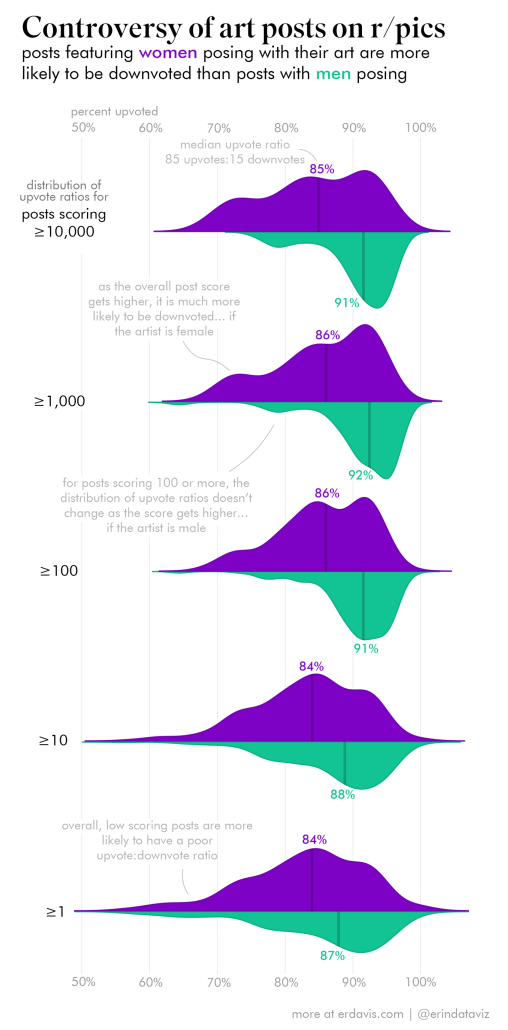 Controversy of art posts on r/pics
posts featuring women posing with their art are more
likely to be downvoted than posts with men posing
percent upvoted
50% 60% 70% 80% 90% 100%
median upvote ratio
85 upvotes:15 downvotes
85%
distribution of
upvote ratios for
posts scoring
≥10,000
91%
as the overall post score
gets higher, it is much more
likely to be downvoted... if
the artist is female
86%
≥1,000
92%
for posts scoring 100 or more, the
distribution of upvote ratios doesn't
change as the score gets higher...
if the artist is male
86%
≥100
91%
84%
≥10
88%
overall, low scoring posts are more
likely to have a poor
upvote:downvote ratio
84%
≥1
87%
50% 60% 70% 80% 90% 100%
more at erdavis.com | @erindataviz